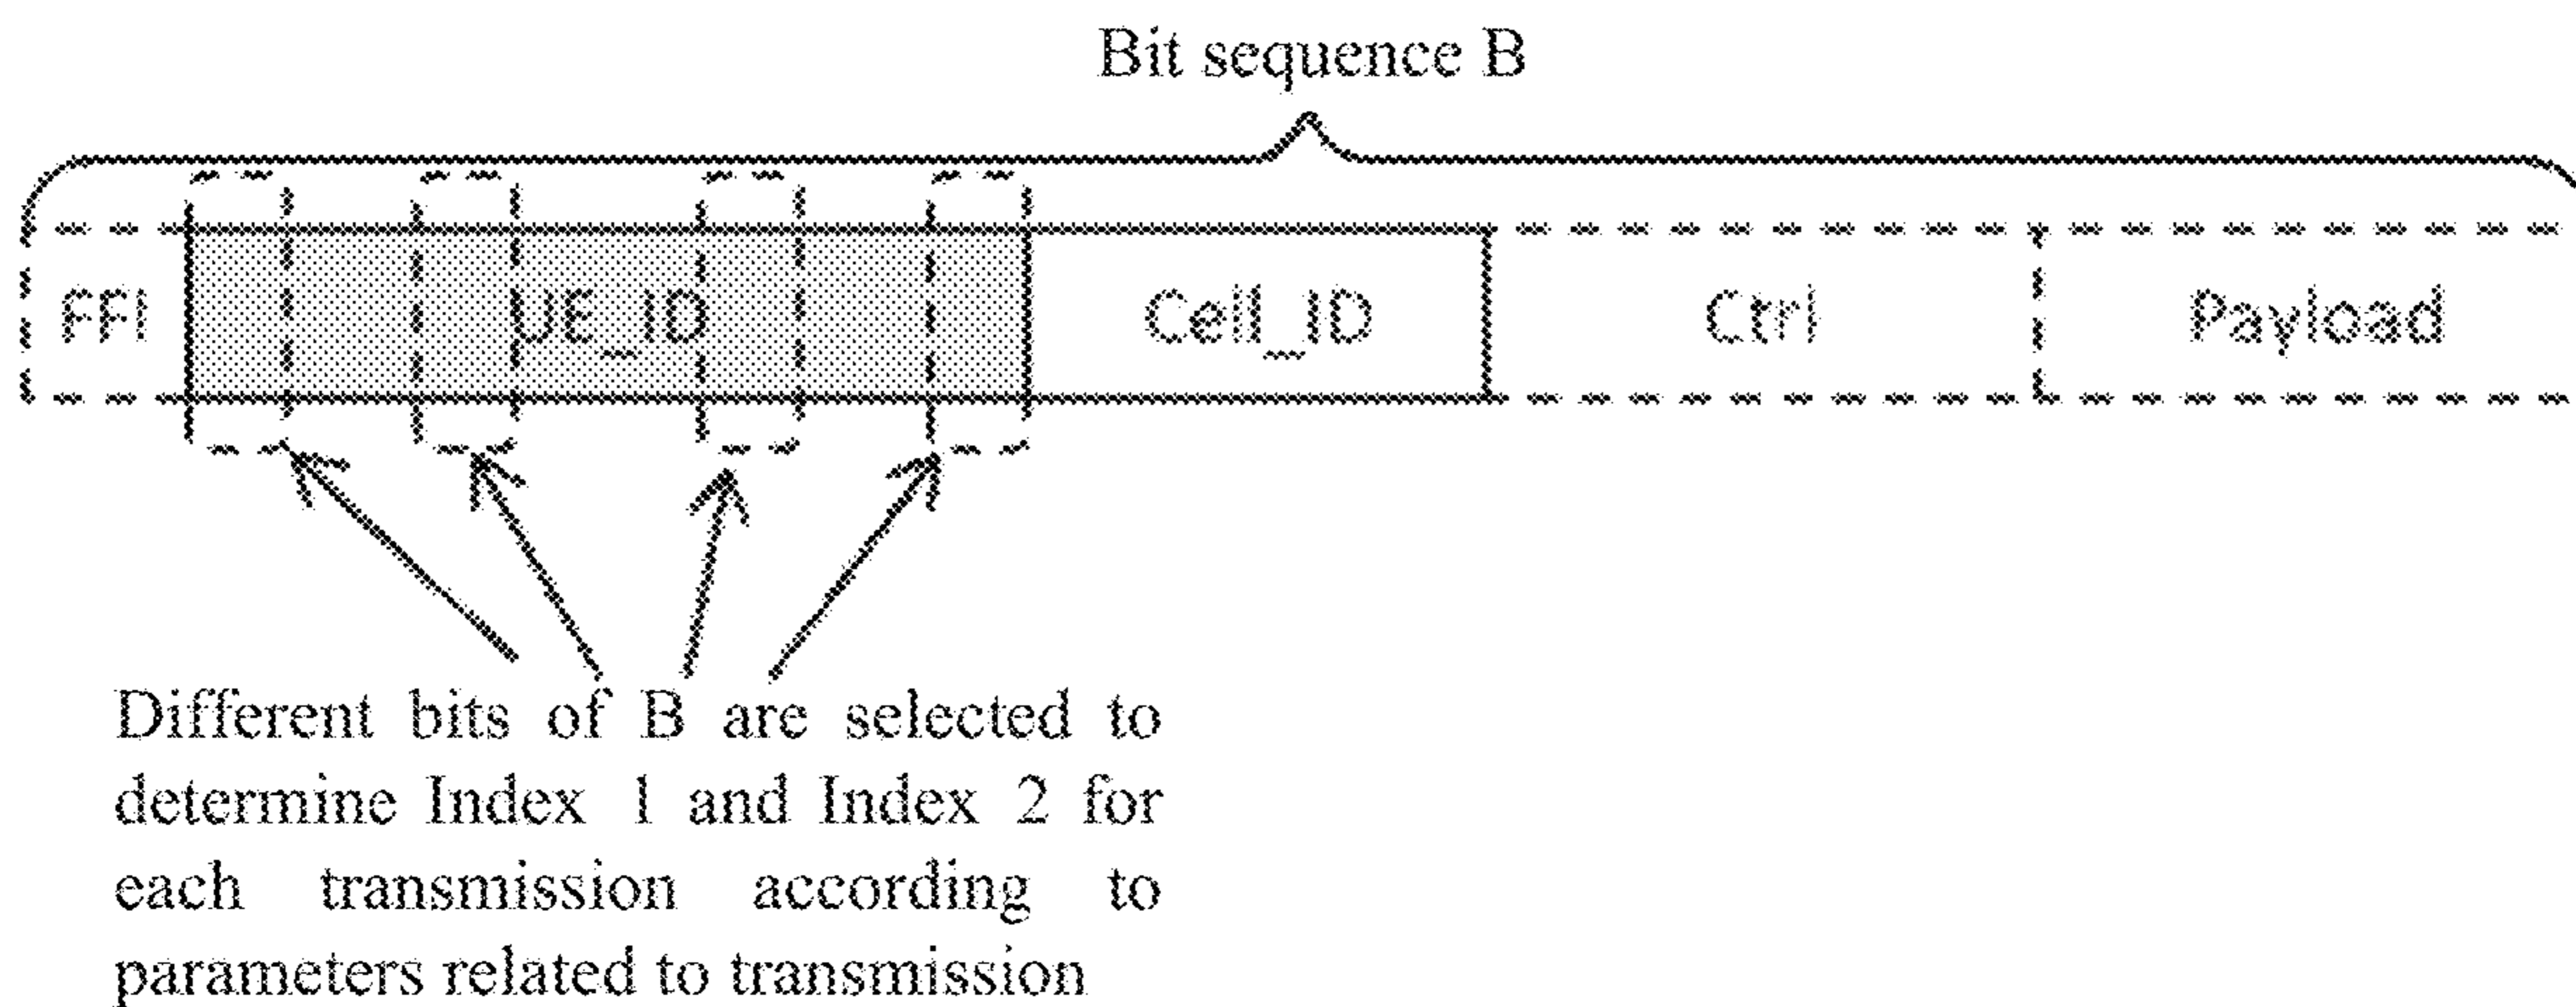 Bit sequence B
FFI UE_ID Cell_ID Ctrl Payload
Different bits of B are selected to
determine Index 1 and Index 2 for
each transmission according to
parameters related to transmission